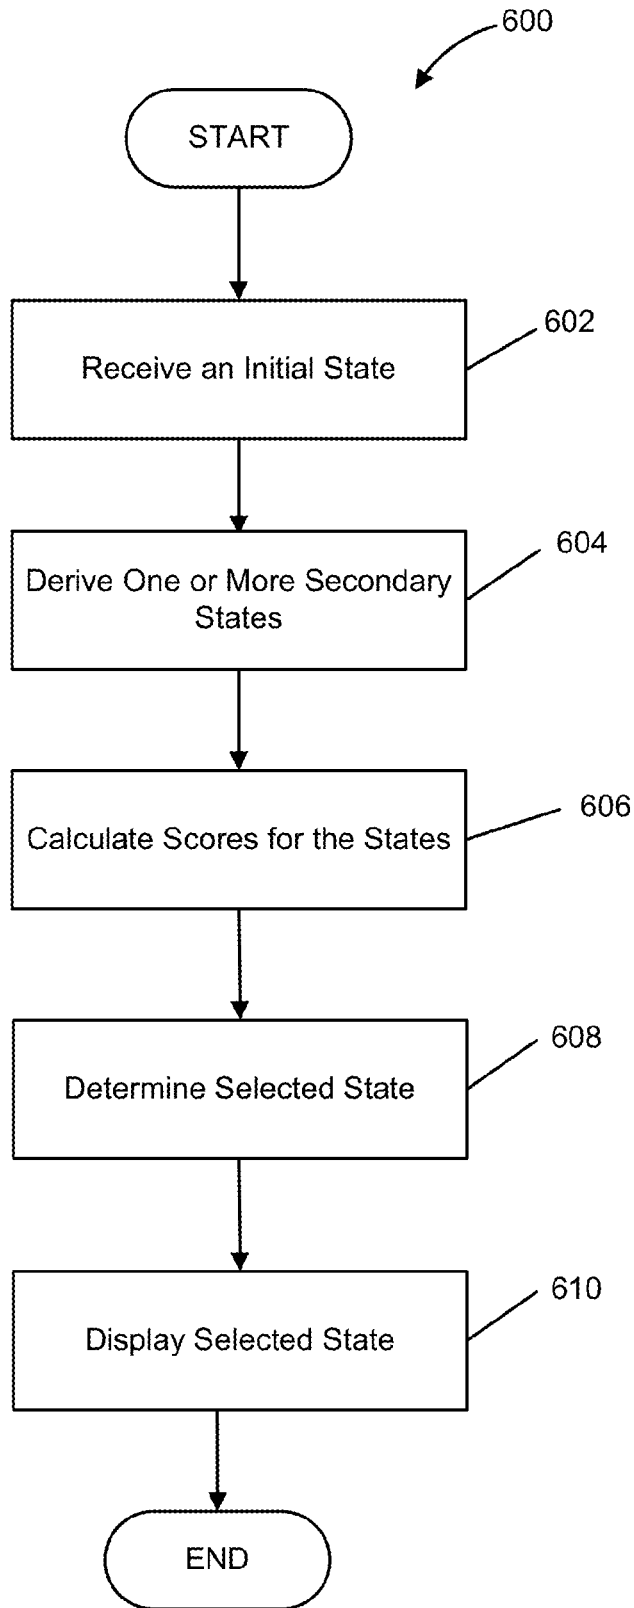 600
START
602
Receive an Initial State
604
Derive One or More Secondary
States
606
Calculate Scores for the States
608
Determine Selected State
610
Display Selected State
END